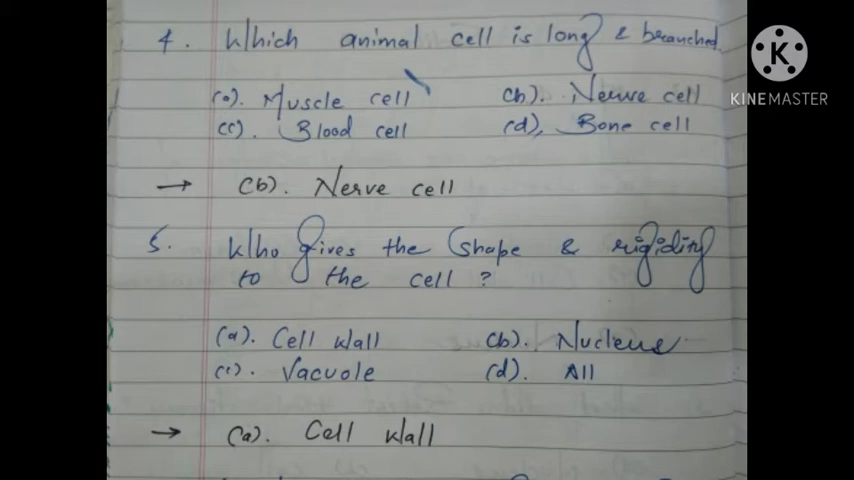 4. Which animal cell is long & branched
(a). Muscle cell (b). Nerve cell
(c). Blood cell (d). Bone cell
→ (b). Nerve cell
5. Who gives the shape & rigidity
to the cell ?
(a). Cell Wall (b). Nucleus
(c). Vacuole (d). All
→ (a). Cell Wall
K
KINEMASTER